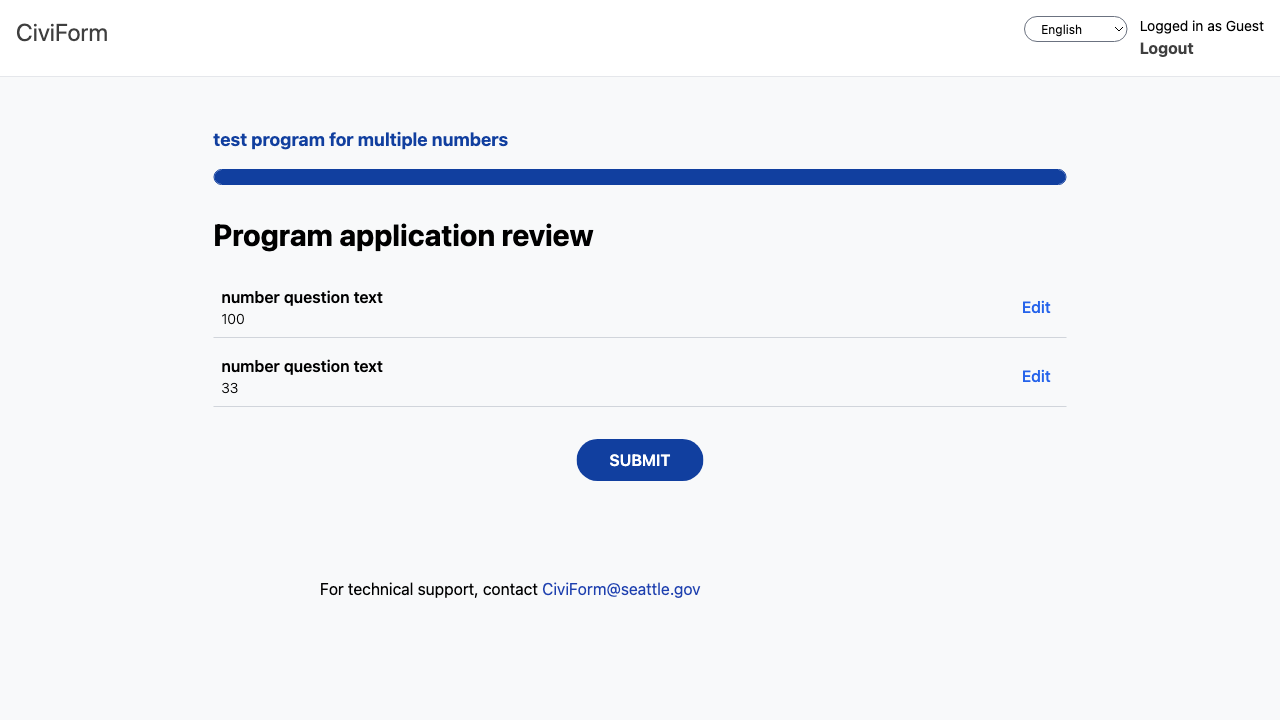 CiviForm
English
Logged in as Guest
Logout
test program for multiple numbers
Program application review
number question text
100
Edit
number question text
33
Edit
SUBMIT
For technical support, contact CiviForm@seattle.gov